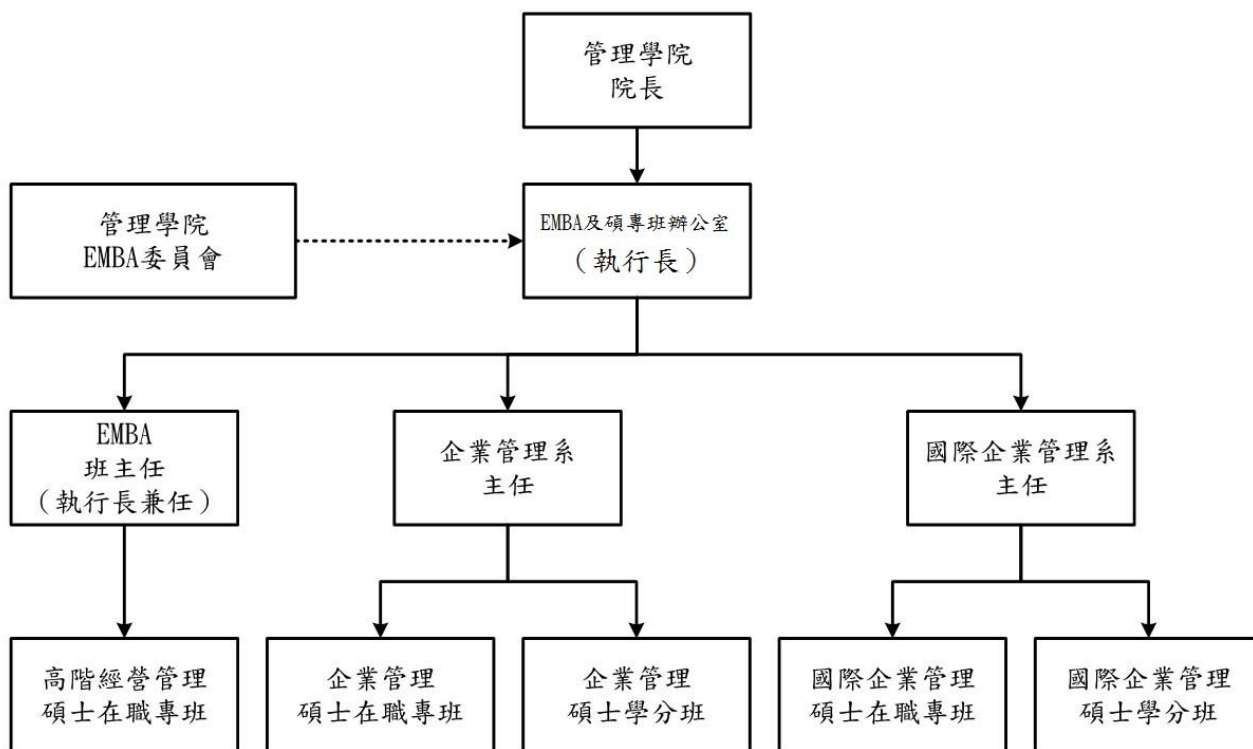 管理學院
院長
管理學院
EMBA委員會
EMBA及碩專班辦公室
（執行長）
EMBA
班主任
（執行長兼任）
企業管理系
主任
國際企業管理系
主任
高階經營管理
碩士在職專班
企業管理
碩士在職專班
企業管理
碩士學分班
國際企業管理
碩士在職專班
國際企業管理
碩士學分班